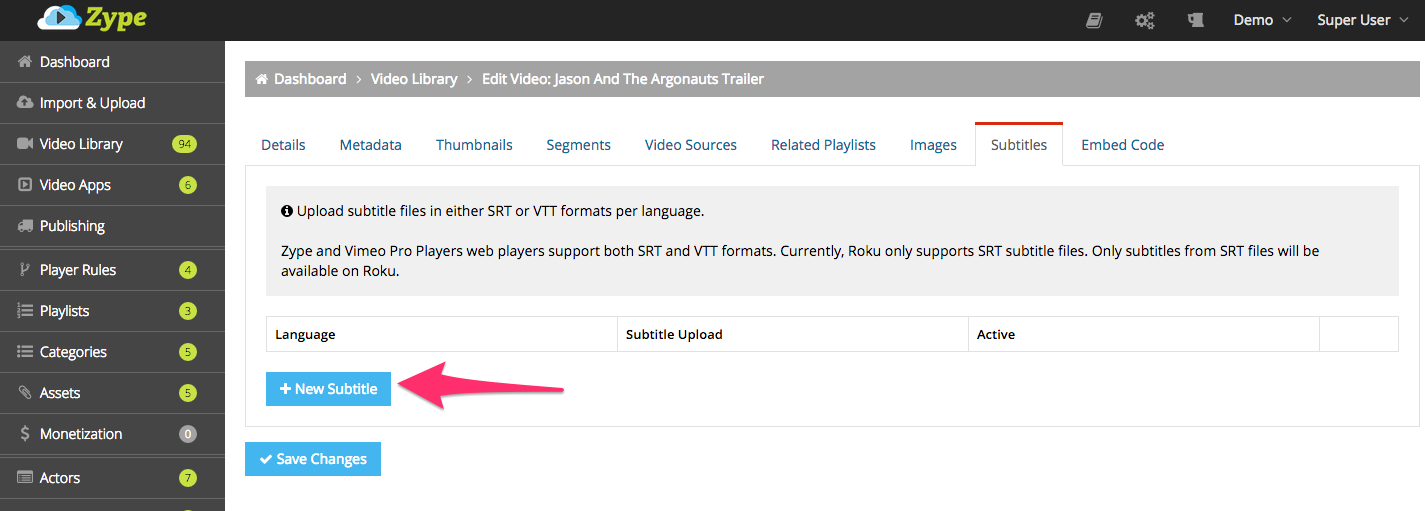 Zype
Demo
Super User
Dashboard
Import & Upload
Video Library 94
Video Apps 6
Publishing
Player Rules 4
Playlists 3
Categories 5
Assets 5
$ Monetization 0
Actors 7
Dashboard > Video Library > Edit Video: Jason And The Argonauts Trailer
Details Metadata Thumbnails Segments Video Sources Related Playlists Images Subtitles Embed Code
Upload subtitle files in either SRT or VTT formats per language.
Zype and Vimeo Pro Players web players support both SRT and VTT formats. Currently, Roku only supports SRT subtitle files. Only subtitles from SRT files will be
available on Roku.
Language Subtitle Upload Active
+ New Subtitle
Save Changes